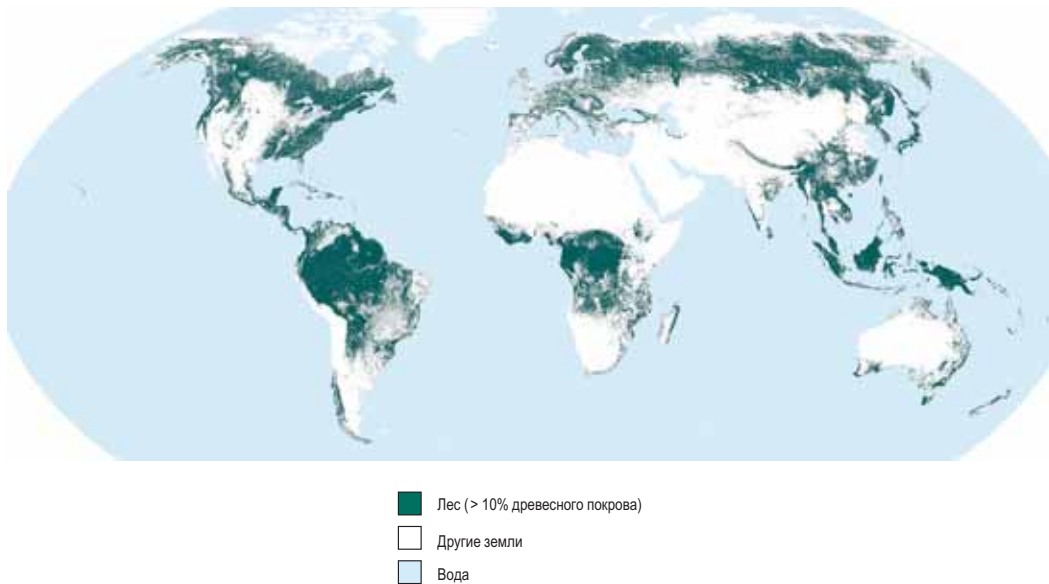 Лес (> 10% древесного покрова)
Другие земли
Вода